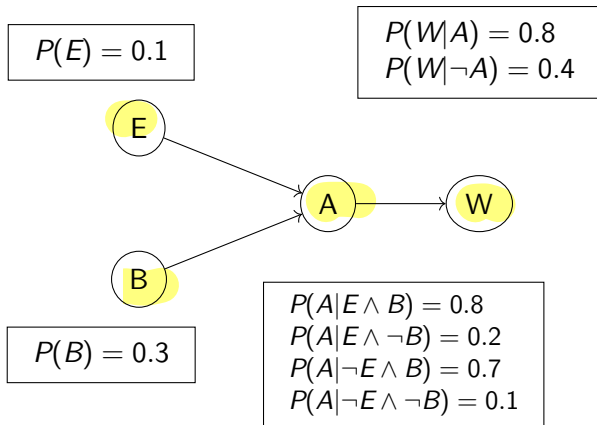 P(E) = 0.1
P(W|A) = 0.8
P(W|¬A) = 0.4
E
A
W
B
P(B) = 0.3
P(A|E ∧ B) = 0.8
P(A|E ∧ ¬B) = 0.2
P(A|¬E ∧ B) = 0.7
P(A|¬E ∧ ¬B) = 0.1